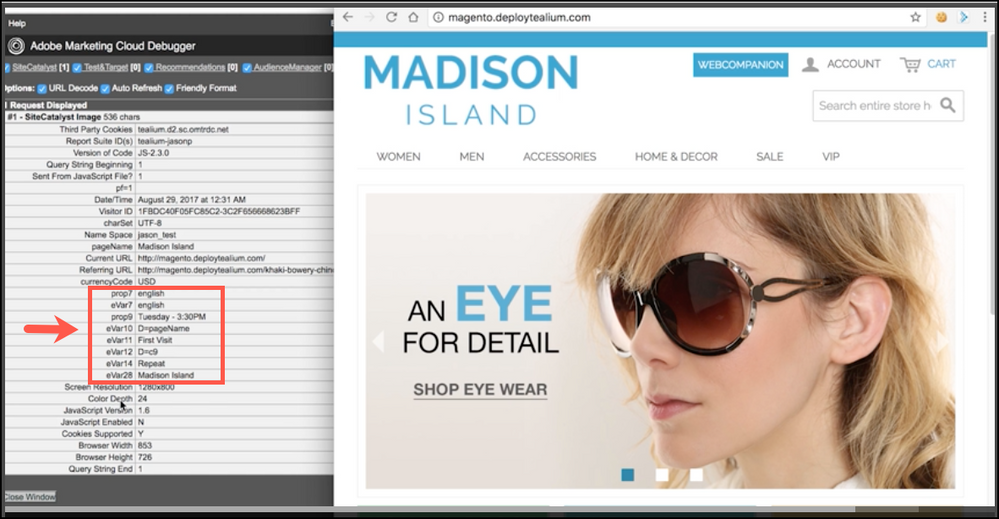 Help
Adobe Marketing Cloud Debugger
SiteCatalyst [1] Test&Target [0] Recommendations [0] AudienceManager [0]
ptions: URL Decode Auto Refresh Friendly Format
Request Displayed
#1 - SiteCatalyst Image 536 chars
Third Party Cookies tealium.d2.sc.omtrdc.net
Report Suite ID(s) tealium-jasonp
Version of Code JS-2.3.0
Query String Beginning 1
Sent From JavaScript File? 1
pf=1
Date/Time August 29, 2017 at 12:31 AM
Visitor ID 1FBDC40F05FC85C2-3C2F656668623BFF
charSet UTF-8
Name Space jason_test
pageName Madison Island
Current URL http://magento.deploytealium.com/
Referring URL http://magento.deploytealium.com/khaki-bowery-chin
currencyCode USD
prop7 english
eVar7 english
prop9 Tuesday - 3:30PM
eVar10 D=pageName
eVar11 First Visit
eVar12 D=c9
eVar14 Repeat
eVar28 Madison Island
Screen Resolution 1280x800
Color Depth 24
JavaScript Version 1.6
JavaScript Enabled N
Cookies Supported Y
Browser Width 853
Browser Height 726
Query String End 1
Close Window
magento.deploytealium.com
MADISON
ISLAND
WEBCOMPANION ACCOUNT CART
Search entire store h
WOMEN MEN ACCESSORIES HOME & DECOR SALE VIP
AN EYE
FOR DETAIL
SHOP EYE WEAR